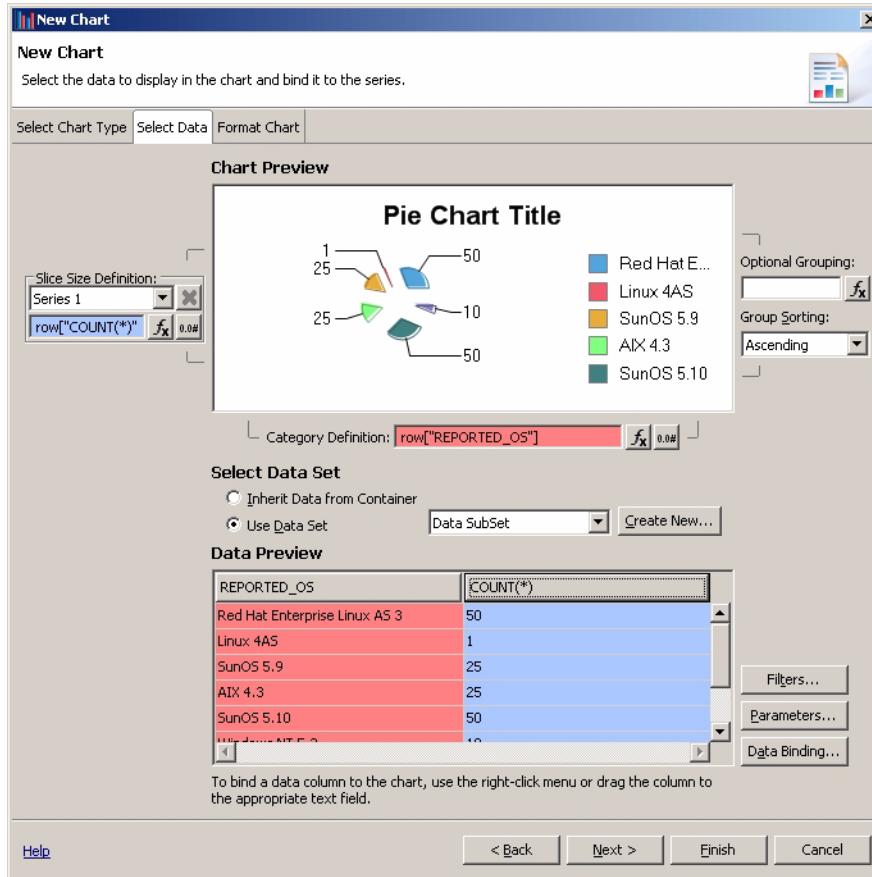 New Chart
New Chart
Select the data to display in the chart and bind it to the series.
Select Chart Type
Select Data
Format Chart
Chart Preview
Pie Chart Title
1
50
25
25
10
50
Red Hat E...
Linux 4AS
SunOS 5.9
AIX 4.3
SunOS 5.10
Slice Size Definition:
Series 1
row["COUNT(*)"
fx
0.0#
Optional Grouping:
fx
Group Sorting:
Ascending
Category Definition:
row["REPORTED_OS"]
fx
0.0#
Select Data Set
Inherit Data from Container
Use Data Set
Data SubSet
Create New...
Data Preview
REPORTED_OS COUNT(*)
Red Hat Enterprise Linux AS 3 50
Linux 4AS 1
SunOS 5.9 25
AIX 4.3 25
SunOS 5.10 50
Filters...
Parameters...
Data Binding...
To bind a data column to the chart, use the right-click menu or drag the column to
the appropriate text field.
Help
< Back
Next >
Finish
Cancel